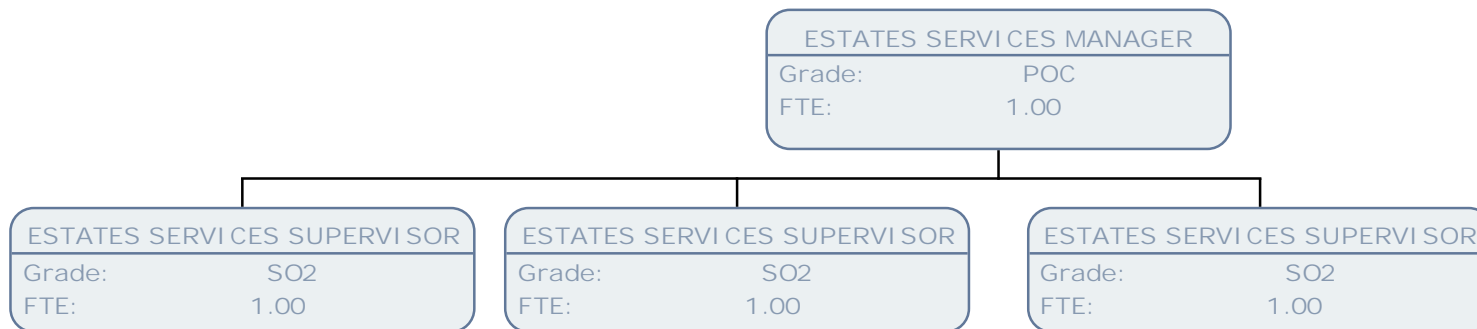 ESTATES SERVICES MANAGER
Grade: POC
FTE: 1.00
ESTATES SERVICES SUPERVISOR
Grade: SO2
FTE: 1.00
ESTATES SERVICES SUPERVISOR
Grade: SO2
FTE: 1.00
ESTATES SERVICES SUPERVISOR
Grade: SO2
FTE: 1.00